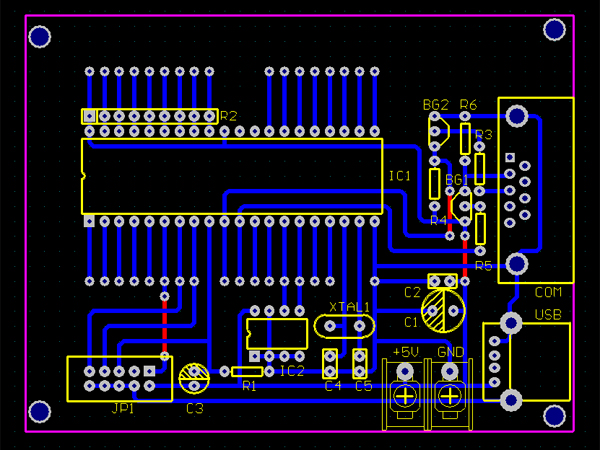 BG2 R6
R2
R3
IC1
BG1
R4
R5
C2
COM
XTAL1
USB
C1
+5V GND
IC2
R1
C4 C5
JP1
C3